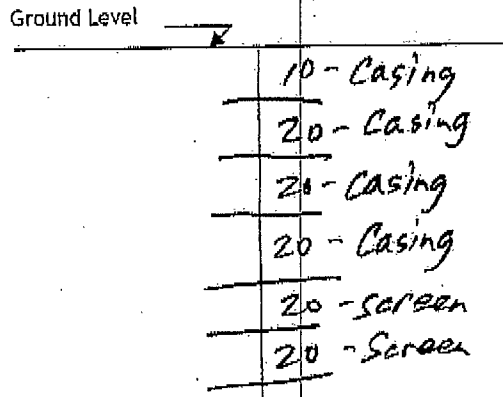 Ground Level
10 - Casing
20 - Casing
20 - Casing
20 - Casing
20 - screen
20 - Screen